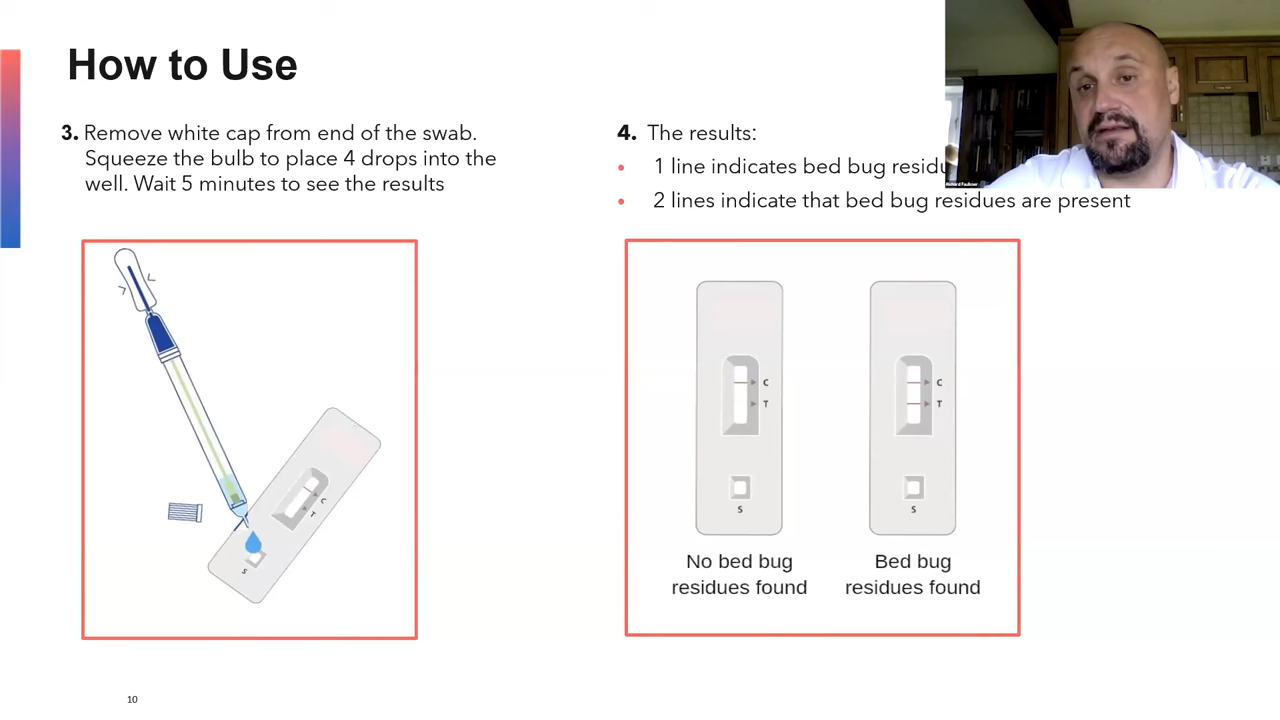 How to Use
3. Remove white cap from end of the swab.
Squeeze the bulb to place 4 drops into the
well. Wait 5 minutes to see the results
4. The results:
• 1 line indicates bed bug
• 2 lines indicate that bed bug residues are present
Richard Faulkner
C
T
S
C
T
S
C
T
S
No bed bug
residues found
Bed bug
residues found
10